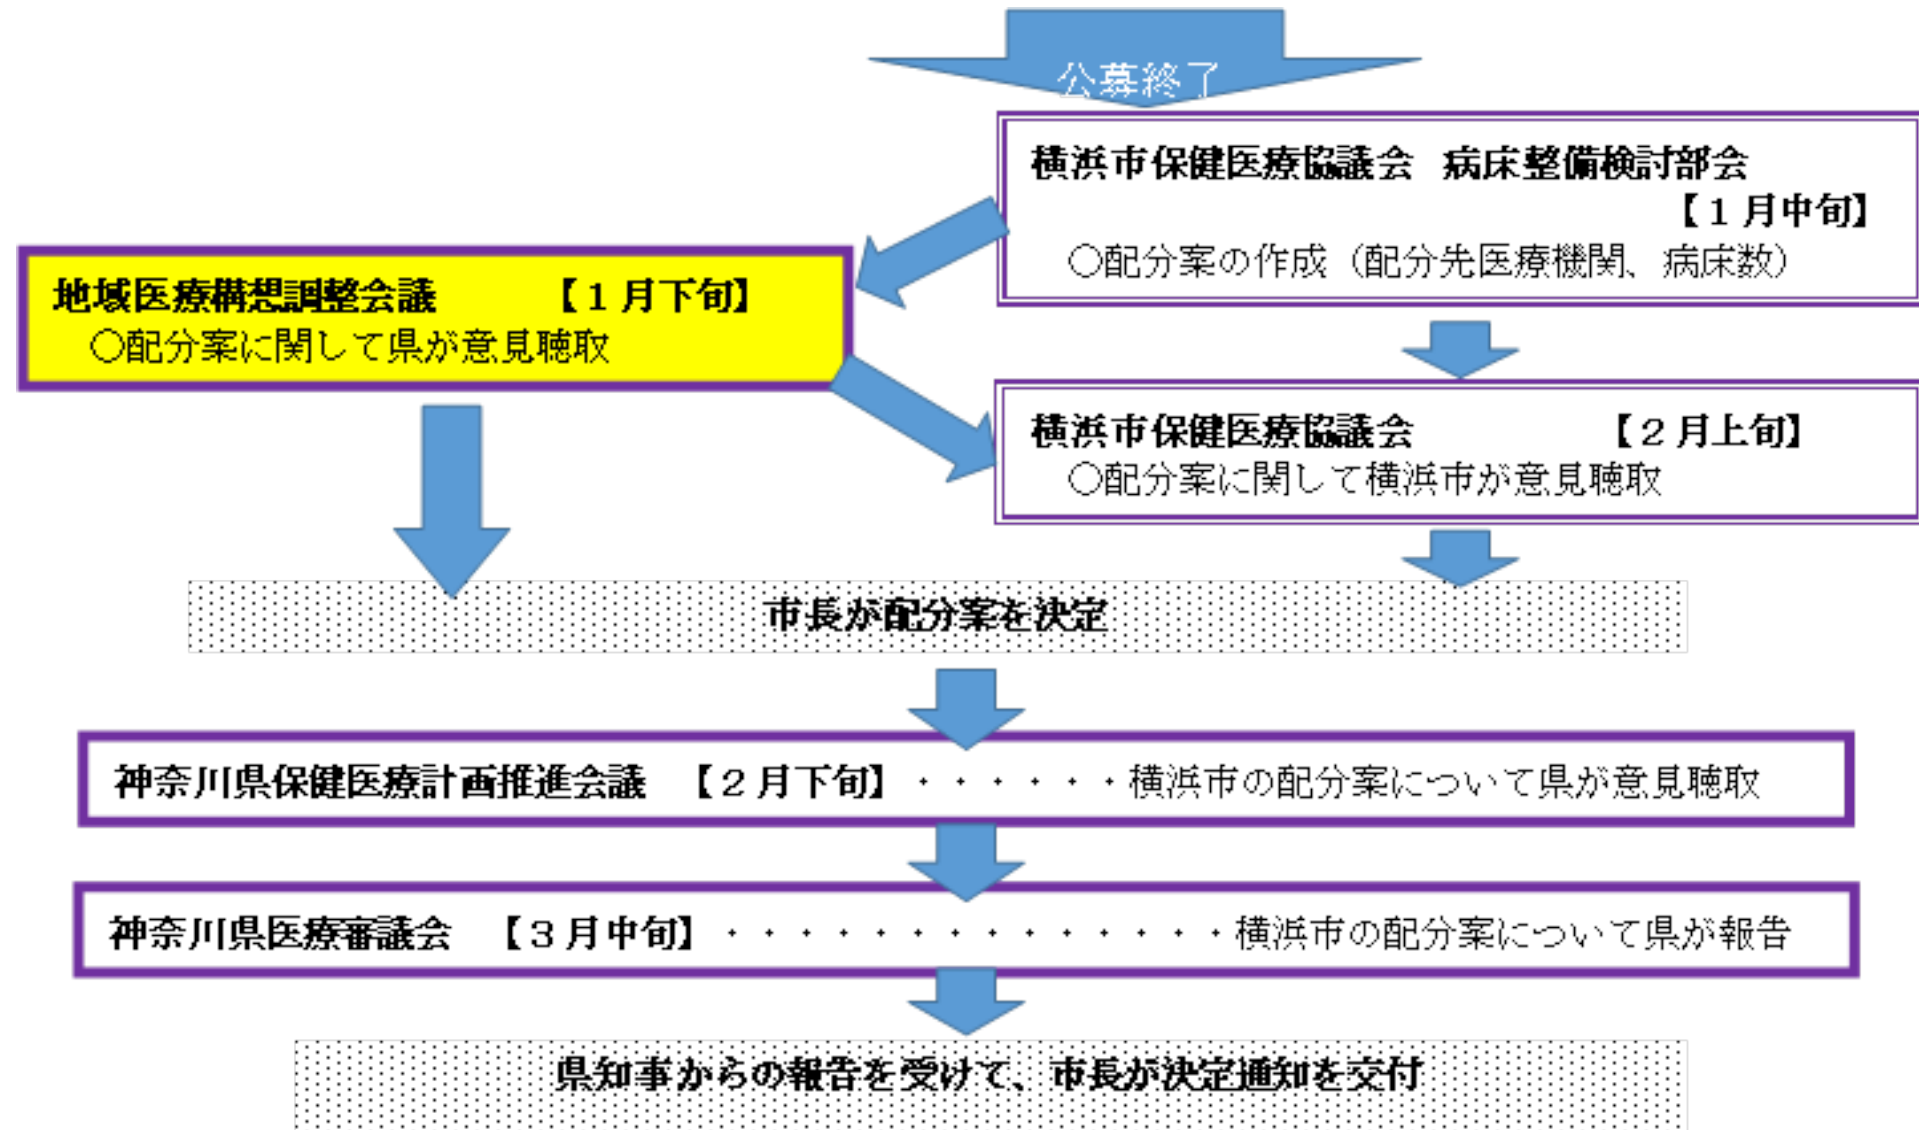 公募終了
横浜市保健医療協議会　病床整備検討部会
【１月中旬】
○配分案の作成（配分先医療機関、病床数）
地域医療構想調整会議　　　【１月下旬】
○配分案に関して県が意見聴取
横浜市保健医療協議会　　　　　【２月上旬】
○配分案に関して横浜市が意見聴取
市長が配分案を決定
神奈川県保健医療計画推進会議　【２月下旬】・・・・・・横浜市の配分案について県が意見聴取
神奈川県医療審議会　【３月中旬】・・・・・・・・・・・・・・横浜市の配分案について県が報告
県知事からの報告を受けて、市長が決定通知を交付